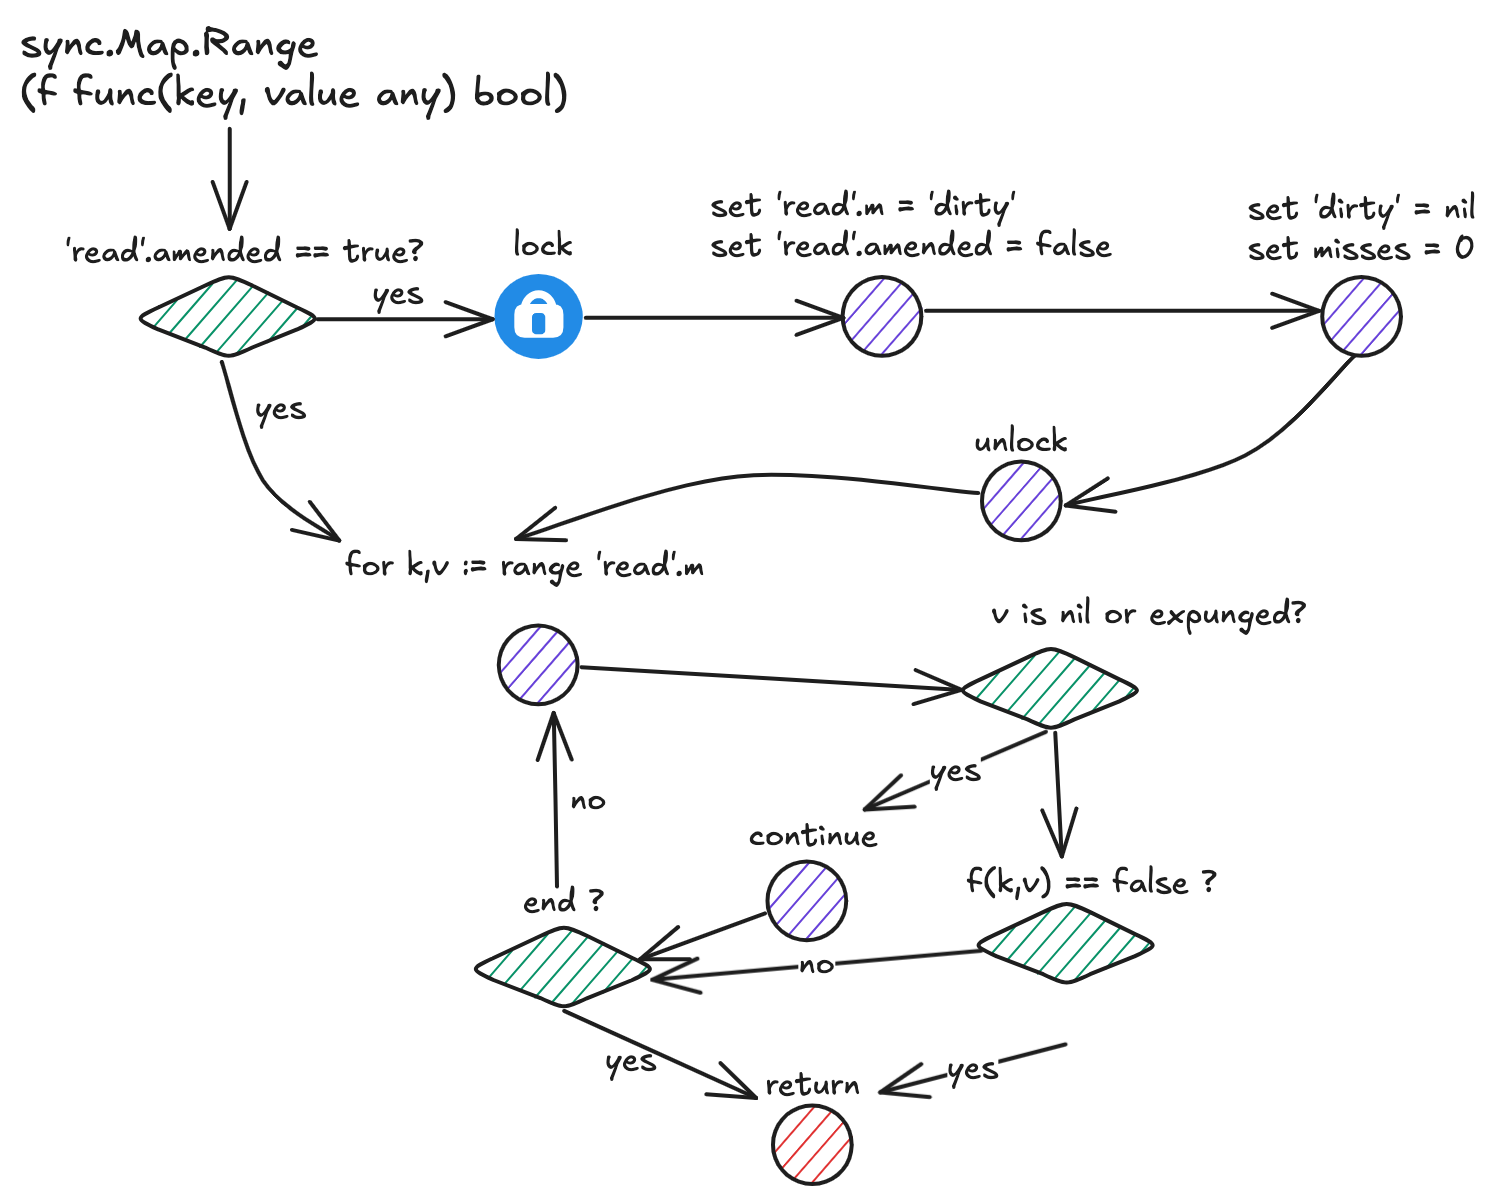 sync.Map.Range
(f func(key, value any) bool)
'read'.amended == true?
yes
lock
set 'read'.m = 'dirty'
set 'read'.amended = false
set 'dirty' = nil
set misses = 0
yes
unlock
for k,v := range 'read'.m
v is nil or expunged?
yes
no
continue
f(k,v) == false ?
end ?
no
yes
yes
return